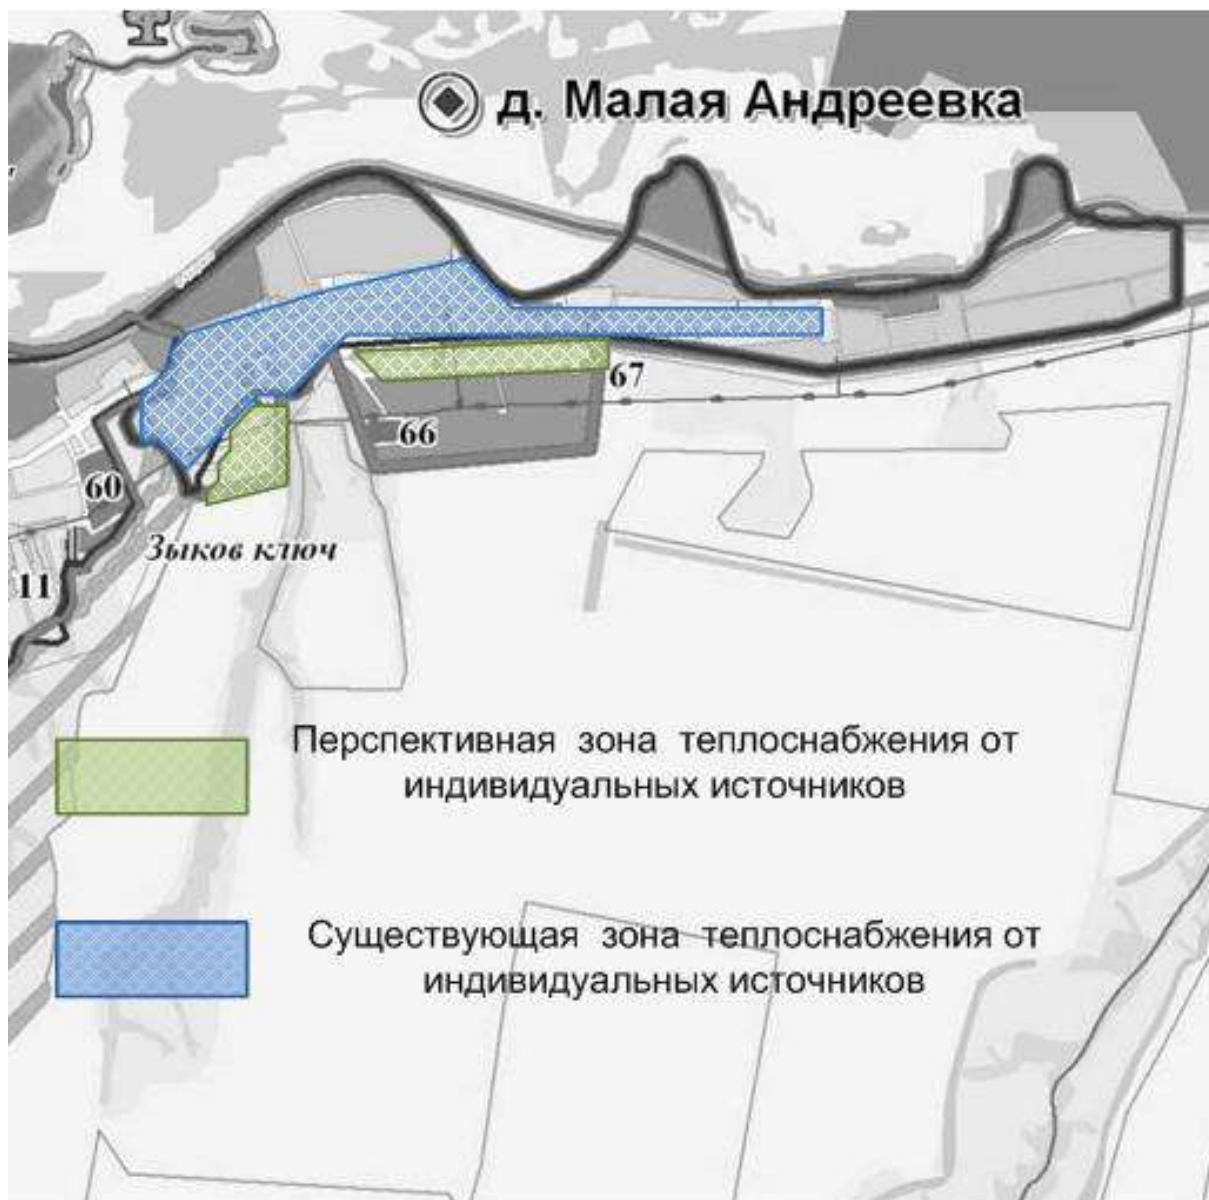 д. Малая Андреевка
67
66
60
Зыков ключ
11
Перспективная зона теплоснабжения от
индивидуальных источников
Существующая зона теплоснабжения от
индивидуальных источников